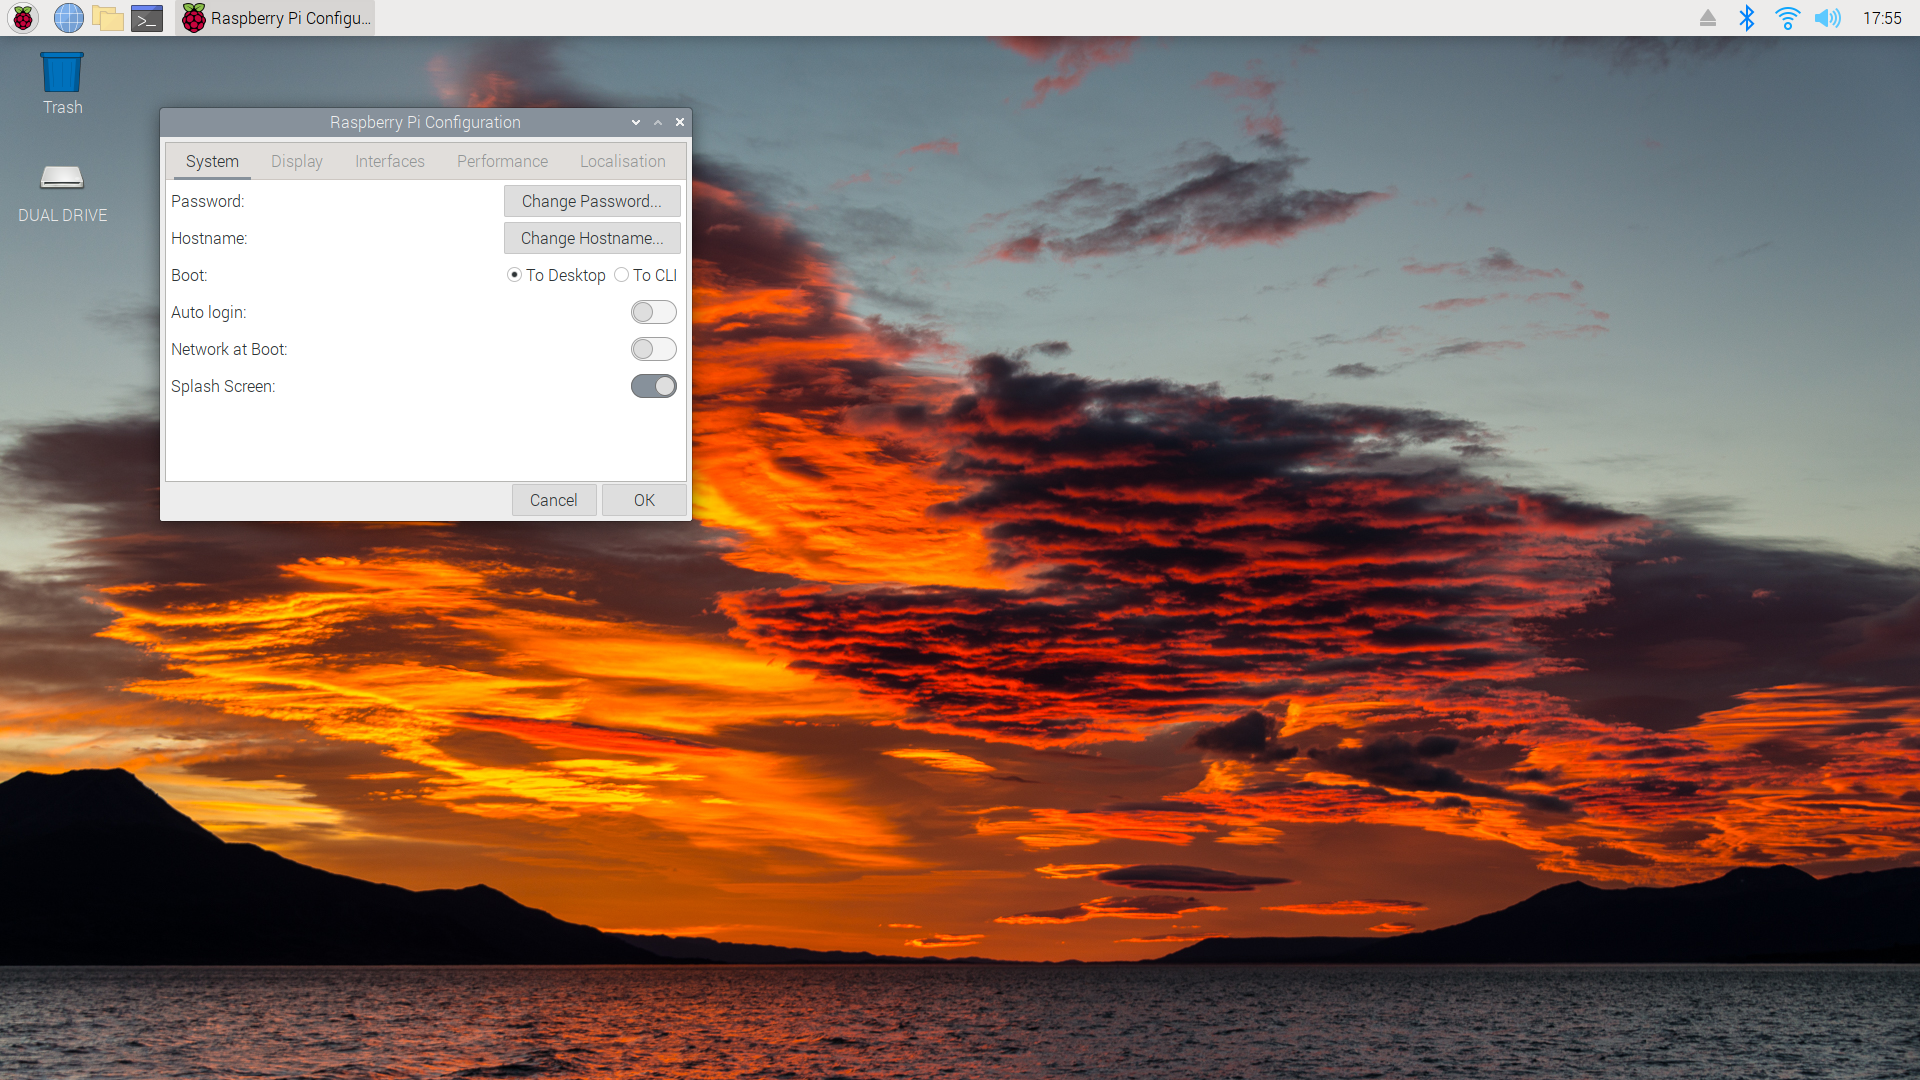 Raspberry Pi Configu... 17:55
Trash
DUAL DRIVE
Raspberry Pi Configuration
System Display Interfaces Performance Localisation
Password: Change Password...
Hostname: Change Hostname...
Boot: To Desktop To CLI
Auto login:
Network at Boot:
Splash Screen:
Cancel OK